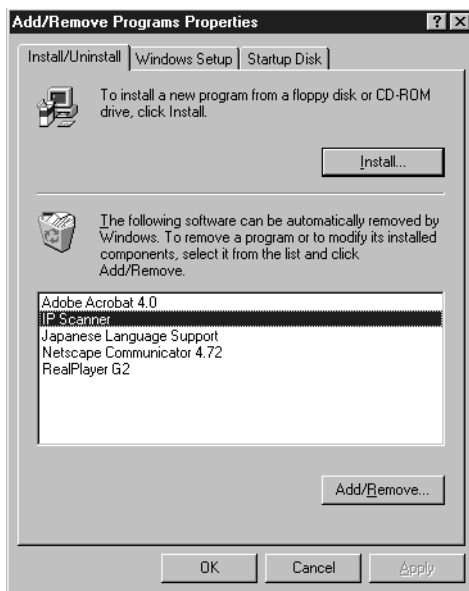 Add/Remove Programs Properties
? X
Install/Uninstall Windows Setup Startup Disk
To install a new program from a floppy disk or CD-ROM
drive, click Install.
Install...
The following software can be automatically removed by
Windows. To remove a program or to modify its installed
components, select it from the list and click
Add/Remove.
Adobe Acrobat 4.0
IP Scanner
Japanese Language Support
Netscape Communicator 4.72
RealPlayer G2
Add/Remove...
OK Cancel Apply